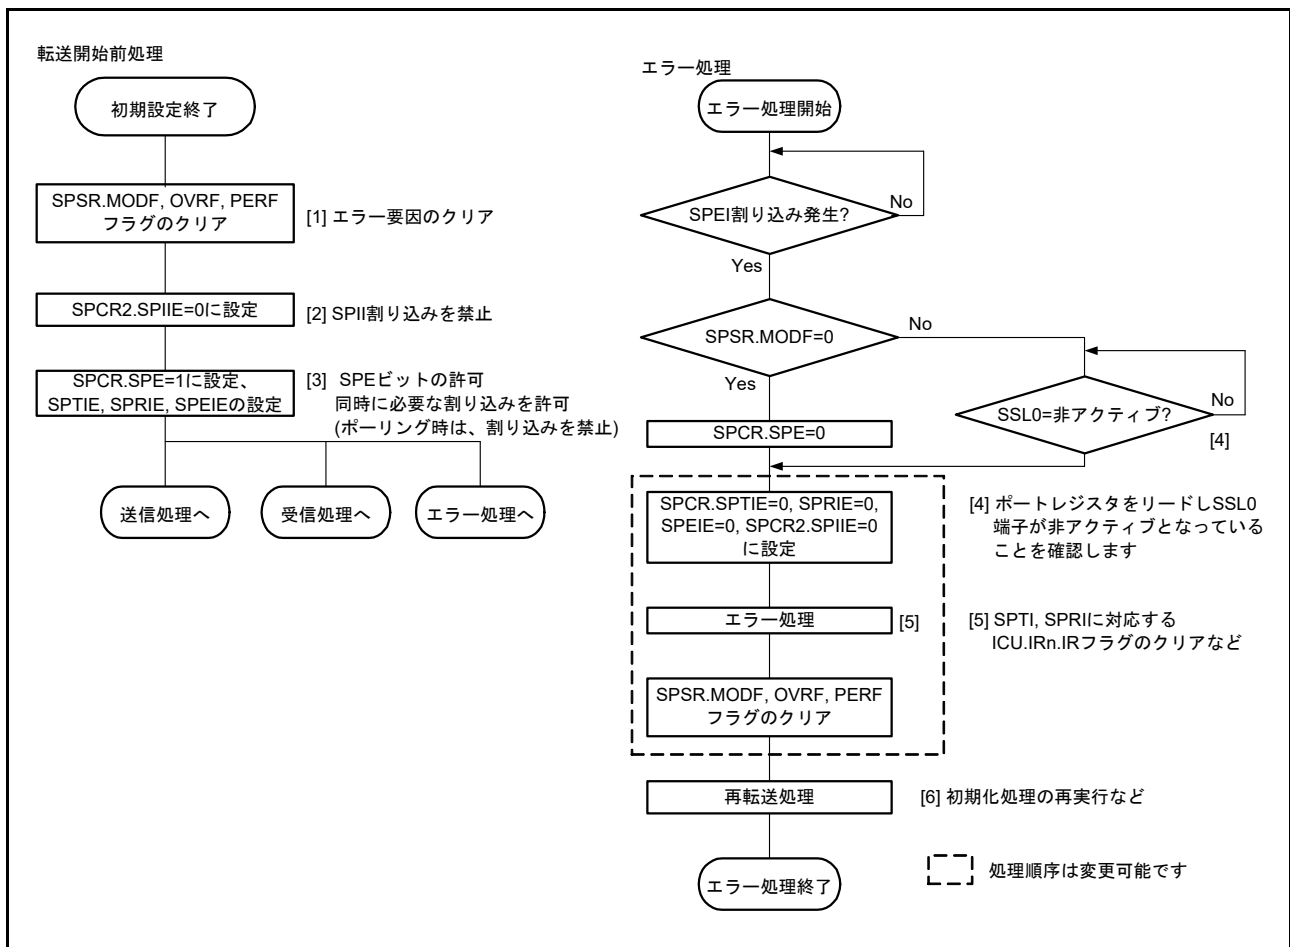 転送開始前処理
初期設定終了
SPSR.MODF, OVRF, PERF
フラグのクリア
[1] エラー要因のクリア
SPCR2.SPIIE=0に設定
[2] SPII割り込みを禁止
SPCR.SPE=1に設定、
SPTIE, SPRIE, SPEIEの設定
[3] SPEビットの許可
同時に必要な割り込みを許可
(ポーリング時は、割り込みを禁止)
送信処理へ
受信処理へ
エラー処理へ
エラー処理
エラー処理開始
SPEI割り込み発生?
No
Yes
SPSR.MODF=0
No
Yes
SSL0=非アクティブ?
No
[4]
SPCR.SPE=0
SPCR.SPTIE=0, SPRIE=0,
SPEIE=0, SPCR2.SPIIE=0
に設定
[4] ポートレジスタをリードしSSL0
端子が非アクティブとなっている
ことを確認します
エラー処理
[5]
[5] SPTI, SPRIに対応する
ICU.IRn.IRフラグのクリアなど
SPSR.MODF, OVRF, PERF
フラグのクリア
再転送処理
[6] 初期化処理の再実行など
エラー処理終了
処理順序は変更可能です